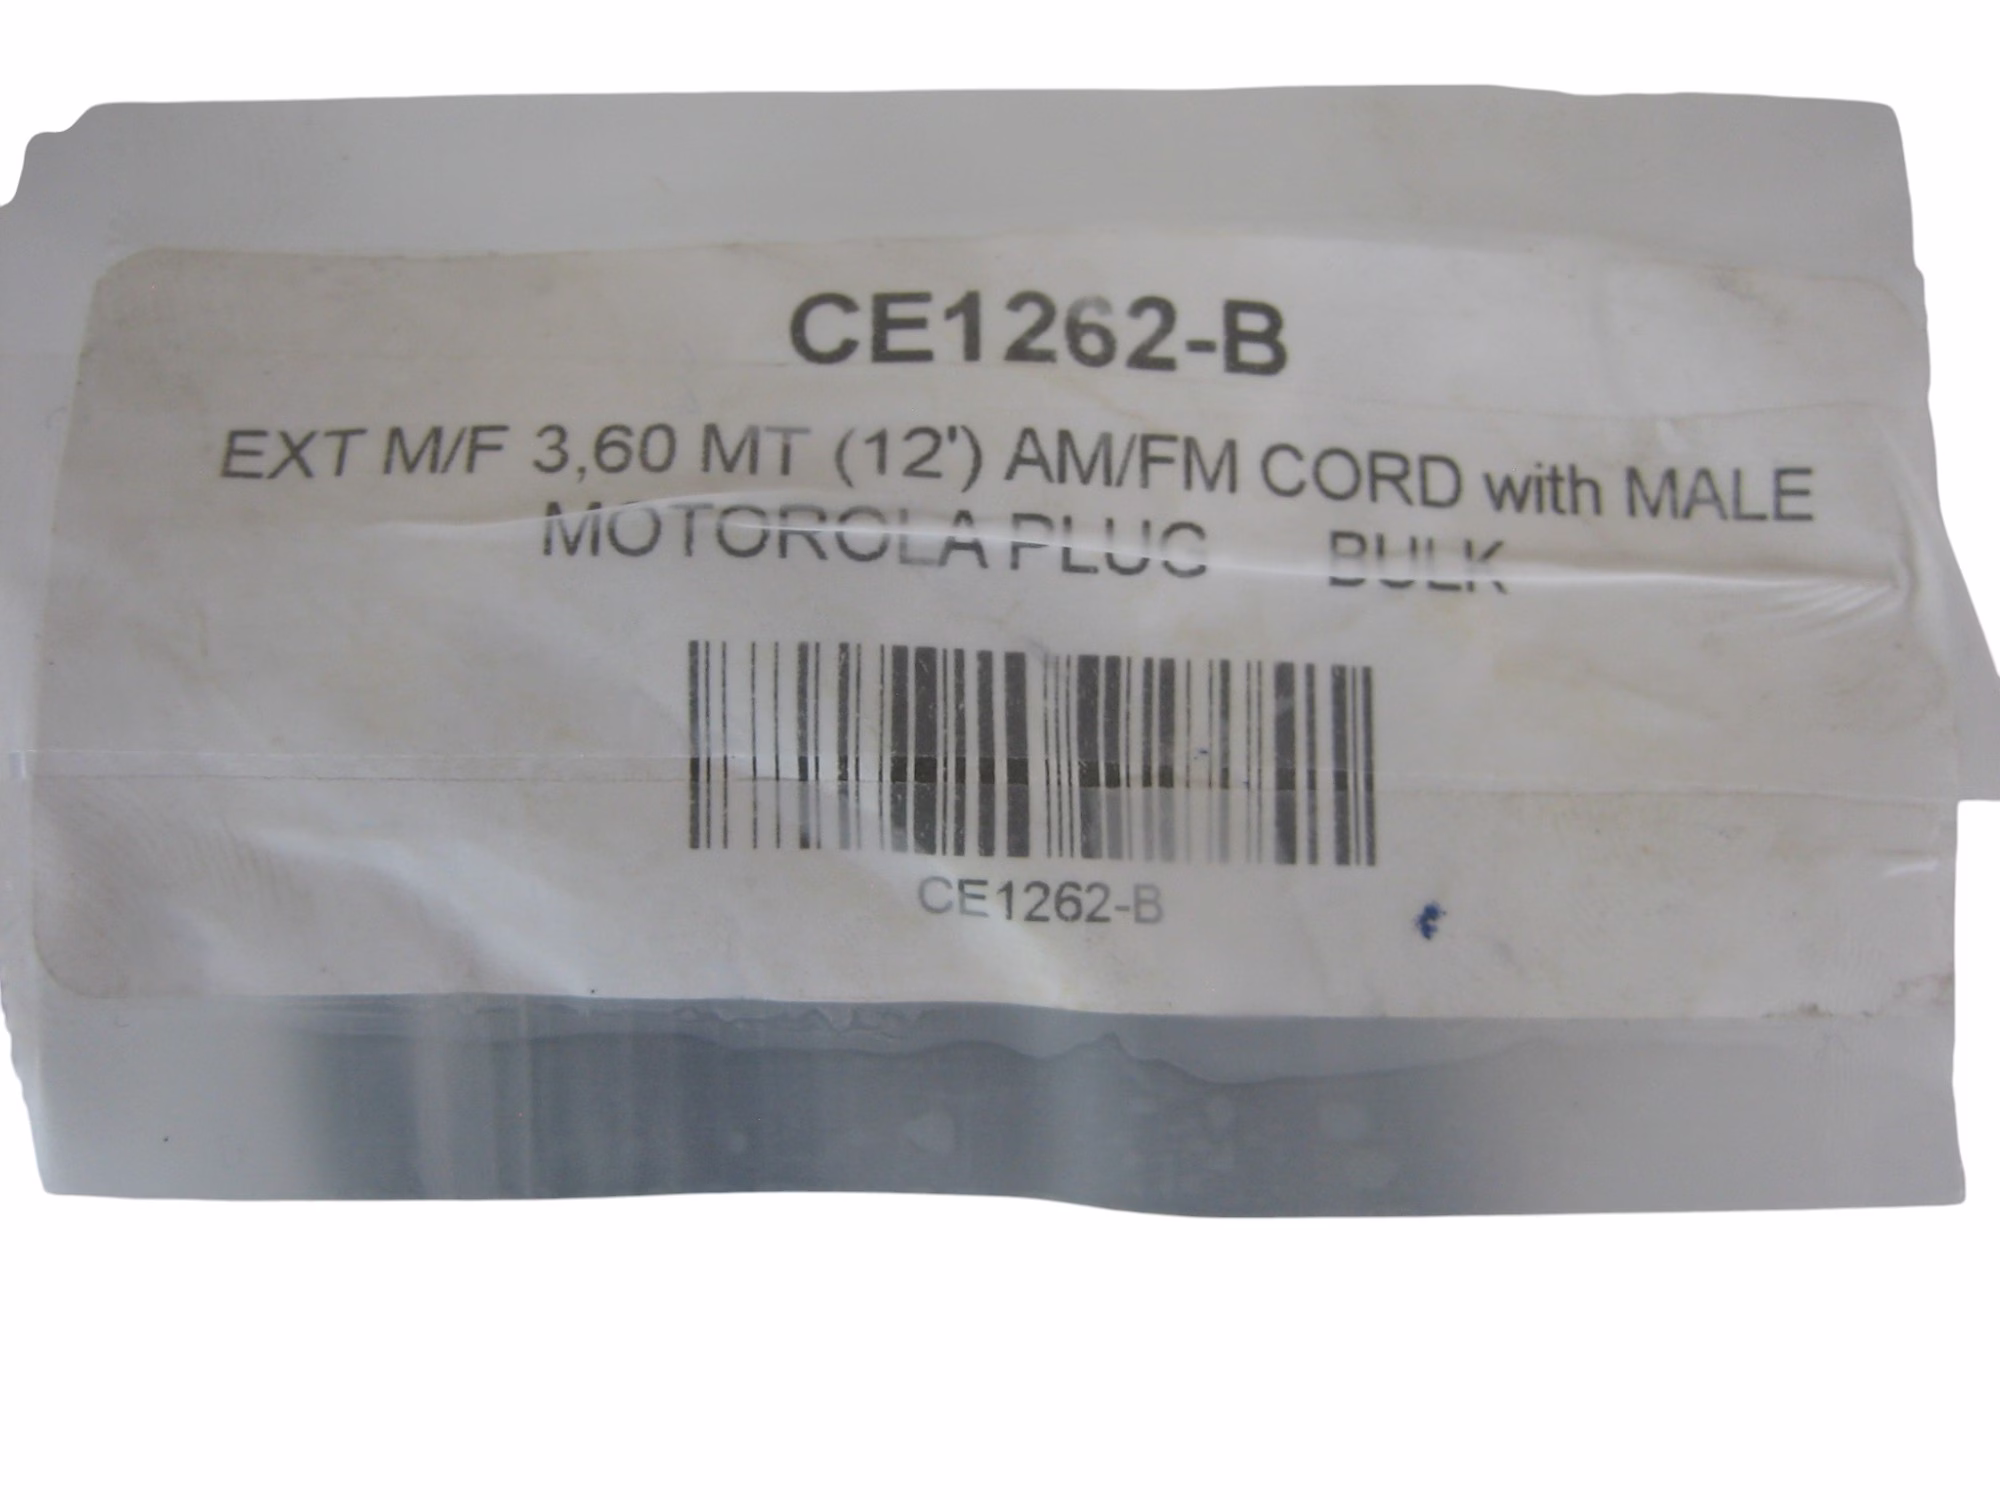 CE1262-B
EXT M/F 3,60 MT (12') AM/FM CORD with MALE
MOTOROLA PLUG BULK
CE1262-B